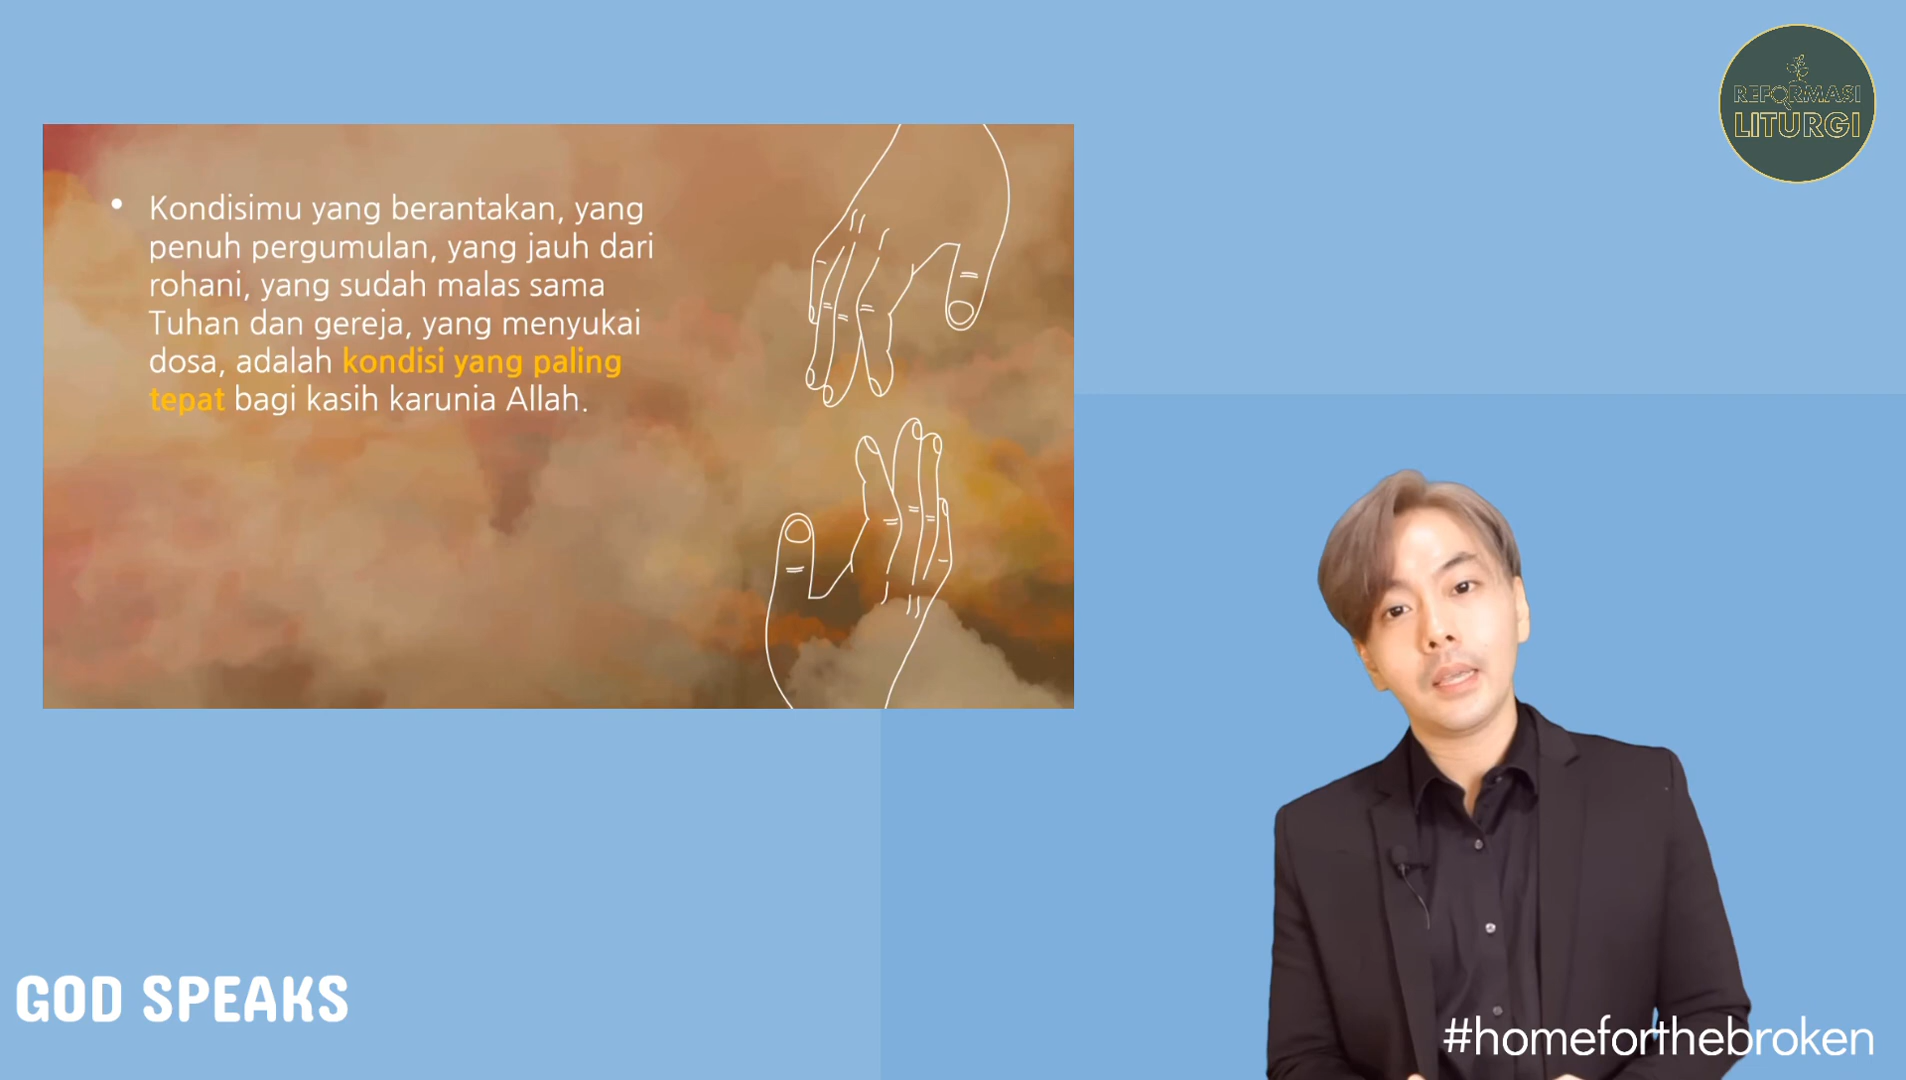 REFORMASI
LITURGI
• Kondisimu yang berantakan, yang
penuh pergumulan, yang jauh dari
rohani, yang sudah malas sama
Tuhan dan gereja, yang menyukai
dosa, adalah kondisi yang paling
tepat bagi kasih karunia Allah.
GOD SPEAKS
#homeforthebroken